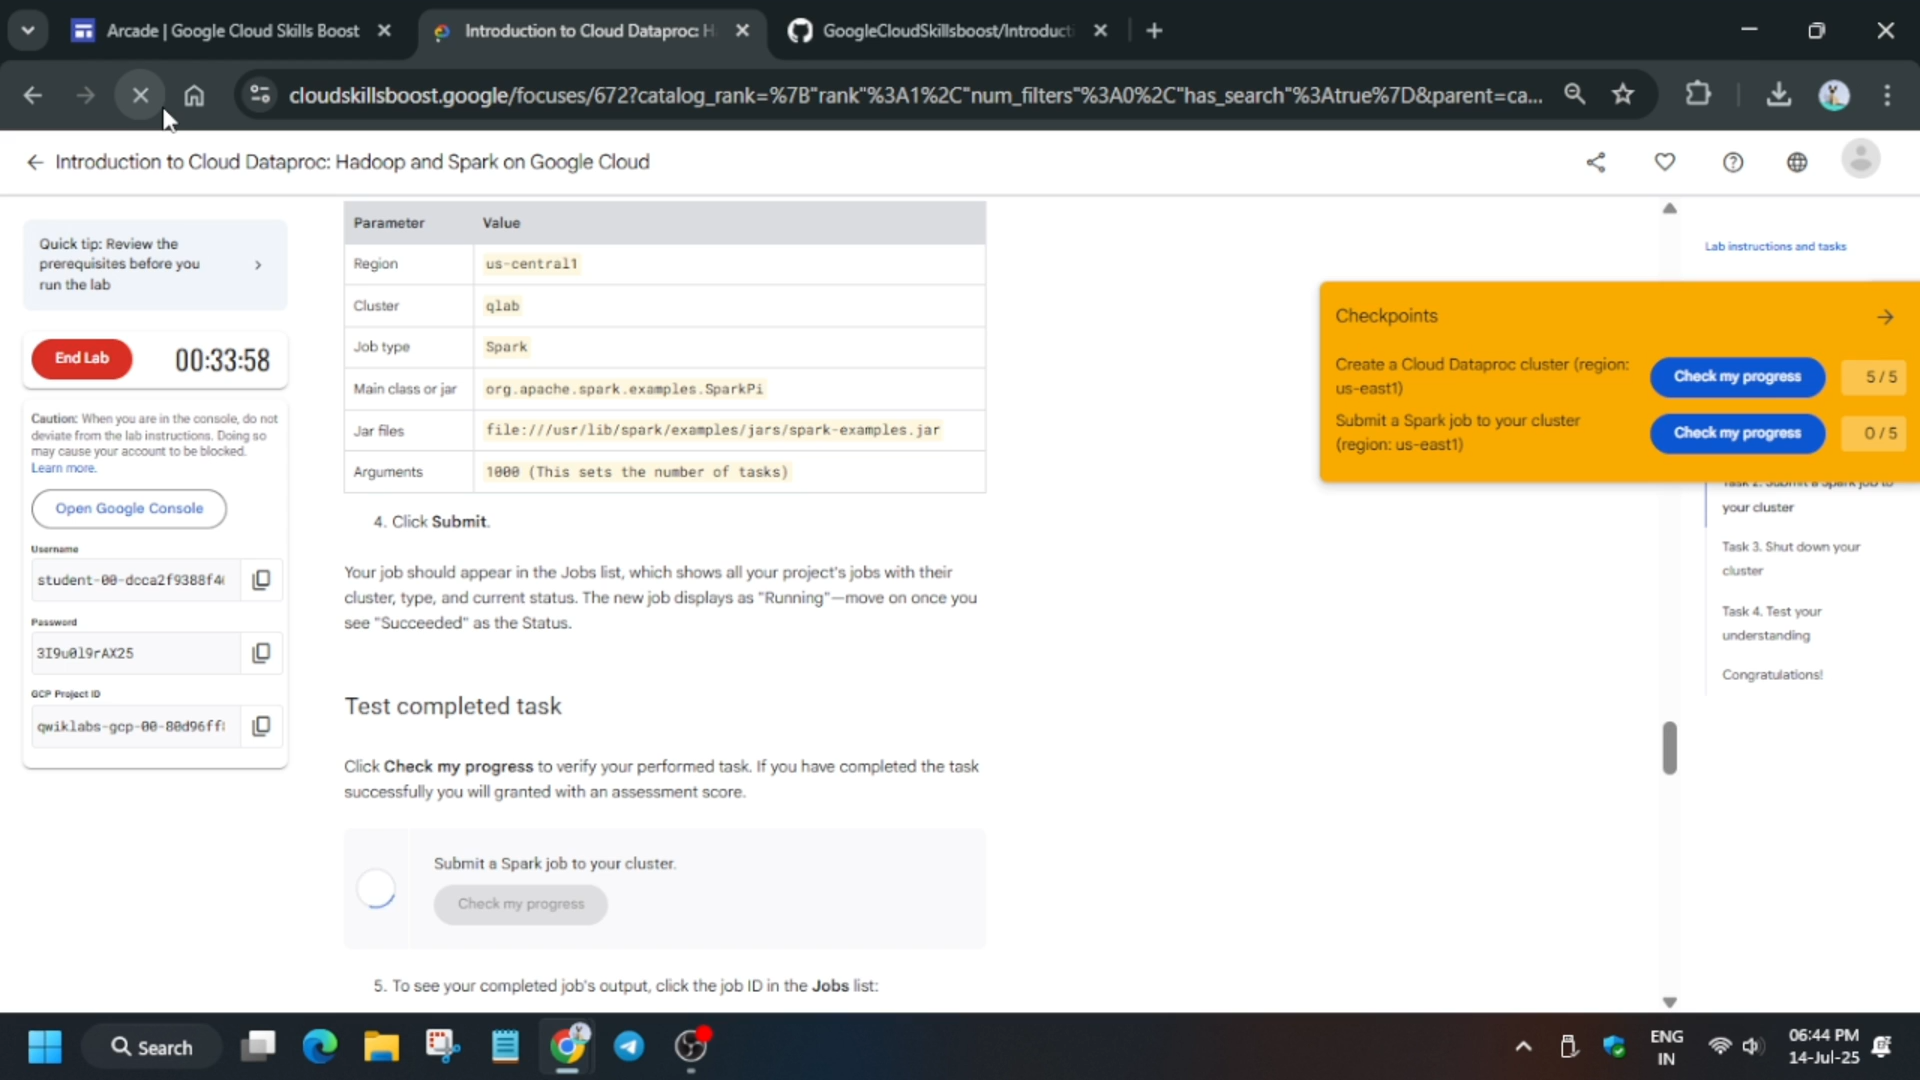 Arcade | Google Cloud Skills Boost
Introduction to Cloud Dataproc: H
GoogleCloudSkillsboost/Introducti
cloudskillsboost.google/focuses/672?catalog_rank=%7B"rank"%3A1%2C"num_filters"%3A0%2C"has_search"%3Atrue%7D&parent=ca...
Introduction to Cloud Dataproc: Hadoop and Spark on Google Cloud
Quick tip: Review the
prerequisites before you
run the lab
End Lab
00:33:58
Caution: When you are in the console, do not
deviate from the lab instructions. Doing so
may cause your account to be blocked.
Learn more.
Open Google Console
Username
student-00-dcca2f9388f4
Password
3I9u0l9rAX25
GCP Project ID
qwiklabs-gcp-00-80d96ff
Parameter Value
Region us-central1
Cluster qlab
Job type Spark
Main class or jar org.apache.spark.examples.SparkPi
Jar files file:///usr/lib/spark/examples/jars/spark-examples.jar
Arguments 1000 (This sets the number of tasks)
4. Click Submit.
Your job should appear in the Jobs list, which shows all your project's jobs with their
cluster, type, and current status. The new job displays as "Running"—move on once you
see "Succeeded" as the Status.
Test completed task
Click Check my progress to verify your performed task. If you have completed the task
successfully you will granted with an assessment score.
Submit a Spark job to your cluster.
Check my progress
5. To see your completed job's output, click the job ID in the Jobs list:
Lab instructions and tasks
Checkpoints
Create a Cloud Dataproc cluster (region:
us-east1)
Check my progress
5 / 5
Submit a Spark job to your cluster
(region: us-east1)
Check my progress
0 / 5
Task 2. Submit a Spark job to
your cluster
Task 3. Shut down your
cluster
Task 4. Test your
understanding
Congratulations!
Search
ENG
IN
06:44 PM
14-Jul-25